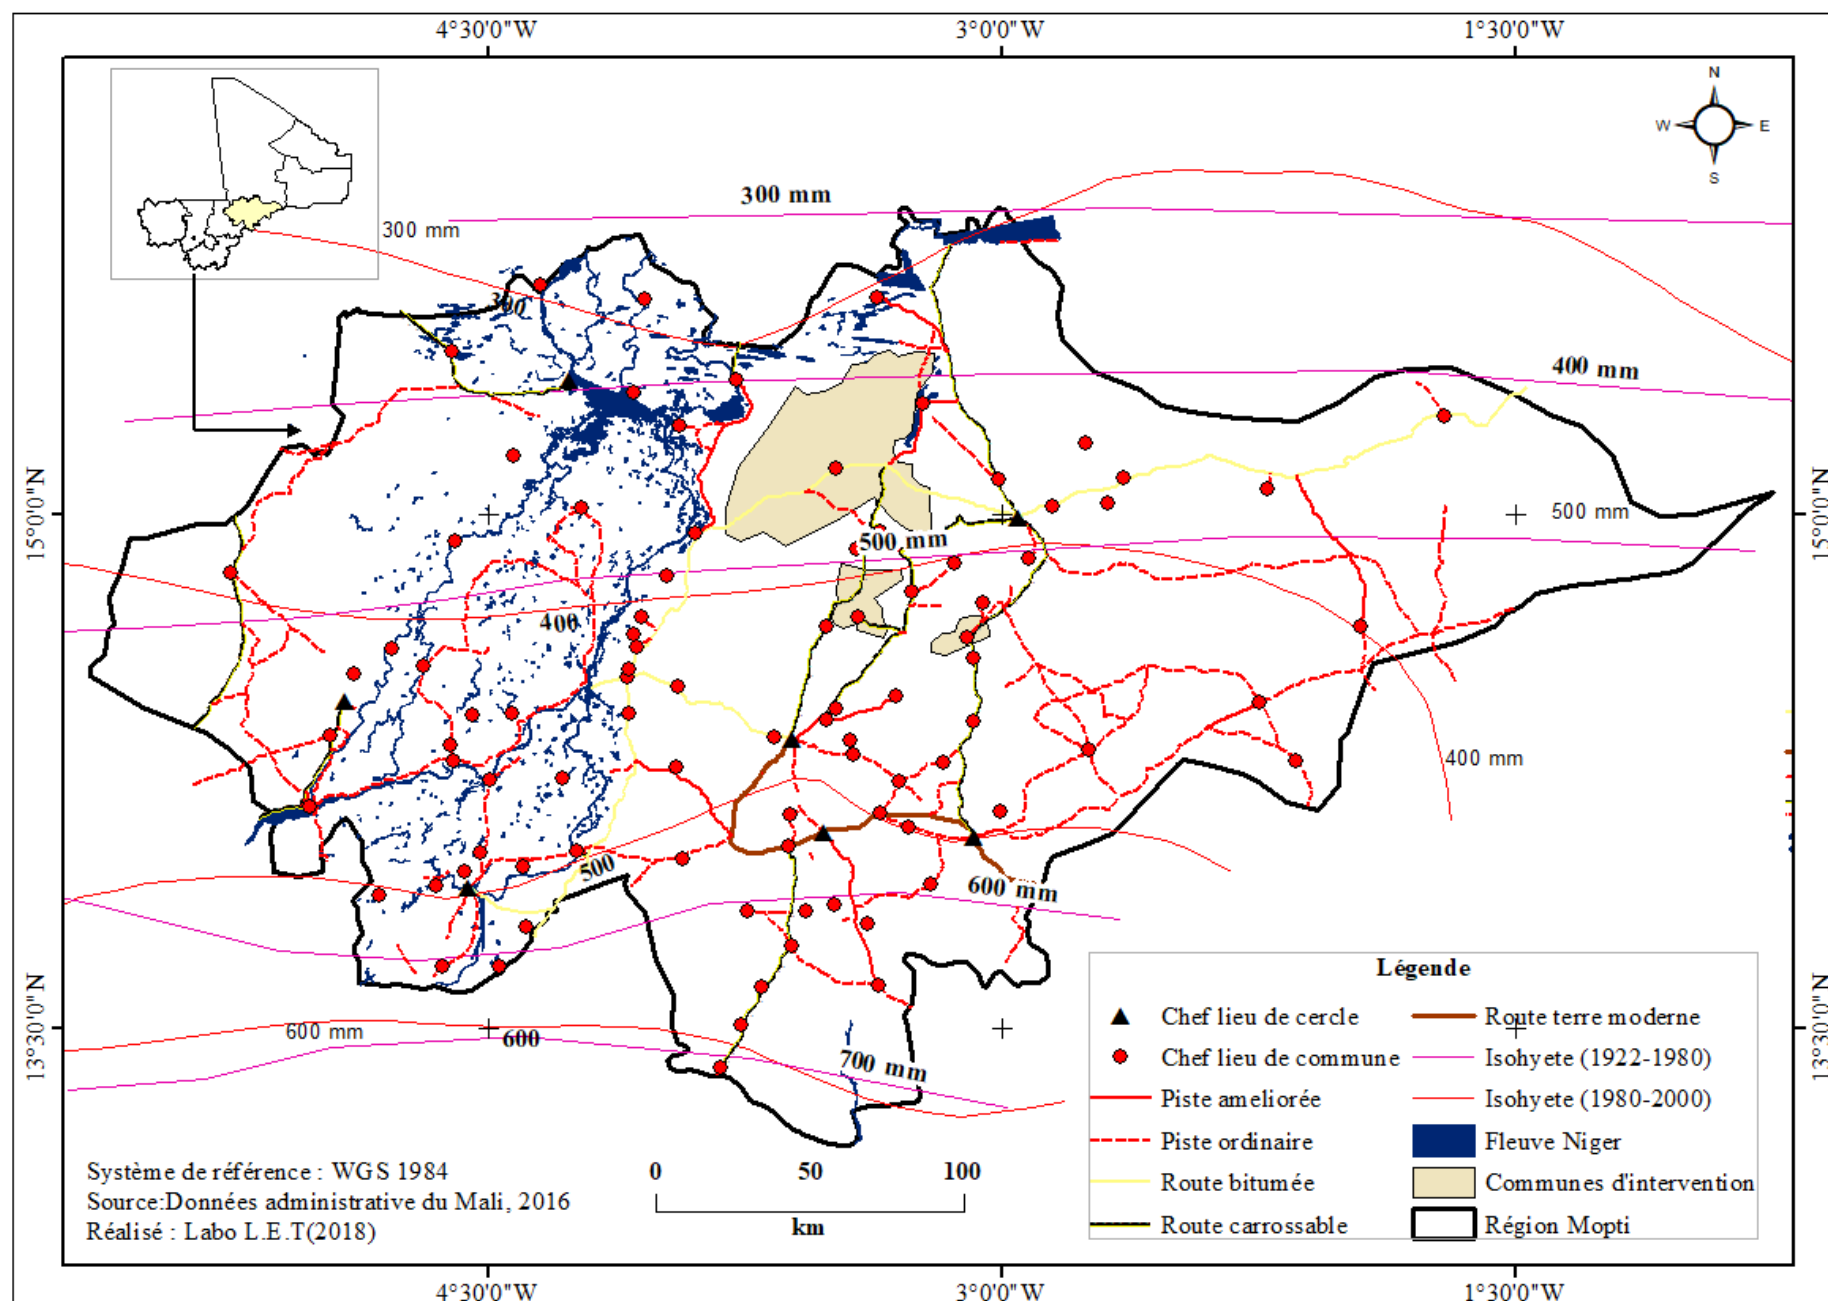 4°30'0"W
3°0'0"W
1°30'0"W
N
W
E
S
300 mm
300 mm
300
400 mm
15°0'0"N
15°0'0"N
500 mm
500 mm
400
400 mm
500
600 mm
600 mm
600
700 mm
13°30'0"N
13°30'0"N
Légende
Chef lieu de cercle
Chef lieu de commune
Piste ameliorée
Piste ordinaire
Route bitumée
Route carrossable
Route terre moderne
Isohyete (1922-1980)
Isohyete (1980-2000)
Fleuve Niger
Communes d'intervention
Région Mopti
Système de référence : WGS 1984
Source:Données administrative du Mali, 2016
Réalisé : Labo L.E.T(2018)
0 50 100
km
4°30'0"W
3°0'0"W
1°30'0"W